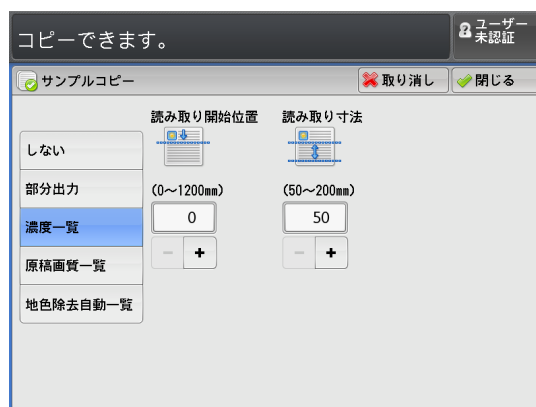 コピーできます。
ユーザー
未認証
サンプルコピー
取り消し
閉じる
読み取り開始位置
読み取り寸法
しない
部分出力
濃度一覧
原稿画質一覧
地色除去自動一覧
(0～1200mm)
(50～200mm)
0
50
− +
− +